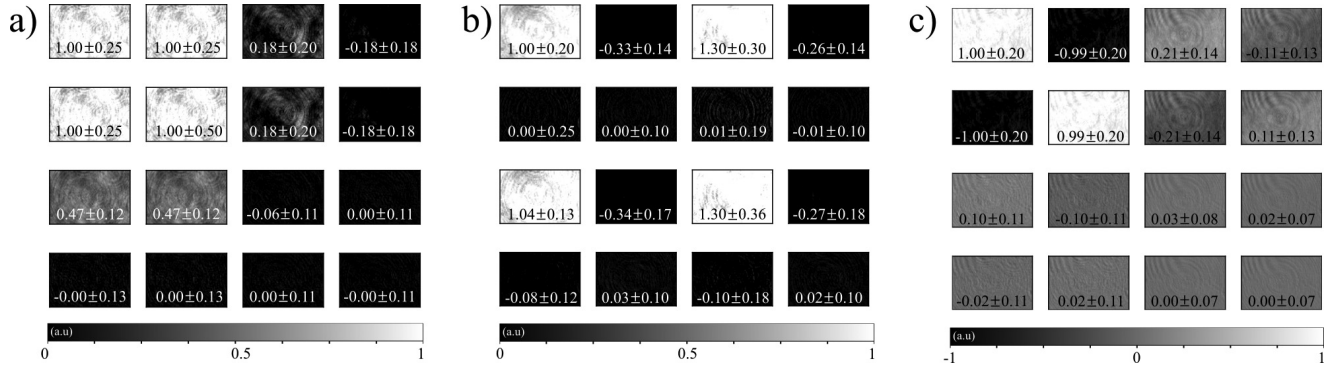 a)
1.00±0.25 1.00±0.25 0.18±0.20 -0.18±0.18
1.00±0.25 1.00±0.50 0.18±0.20 -0.18±0.18
0.47±0.12 0.47±0.12 -0.06±0.11 0.00±0.11
-0.00±0.13 0.00±0.13 0.00±0.11 -0.00±0.11
(a.u)
0 0.5 1
b)
1.00±0.20 -0.33±0.14 1.30±0.30 -0.26±0.14
0.00±0.25 0.00±0.10 0.01±0.19 -0.01±0.10
1.04±0.13 -0.34±0.17 1.30±0.36 -0.27±0.18
-0.08±0.12 0.03±0.10 -0.10±0.18 0.02±0.10
(a.u)
0 0.5 1
c)
1.00±0.20 -0.99±0.20 0.21±0.14 -0.11±0.13
-1.00±0.20 0.99±0.20 -0.21±0.14 0.11±0.13
0.10±0.11 -0.10±0.11 0.03±0.08 0.02±0.07
-0.02±0.11 0.02±0.11 0.00±0.07 0.00±0.07
(a.u)
-1 0 1